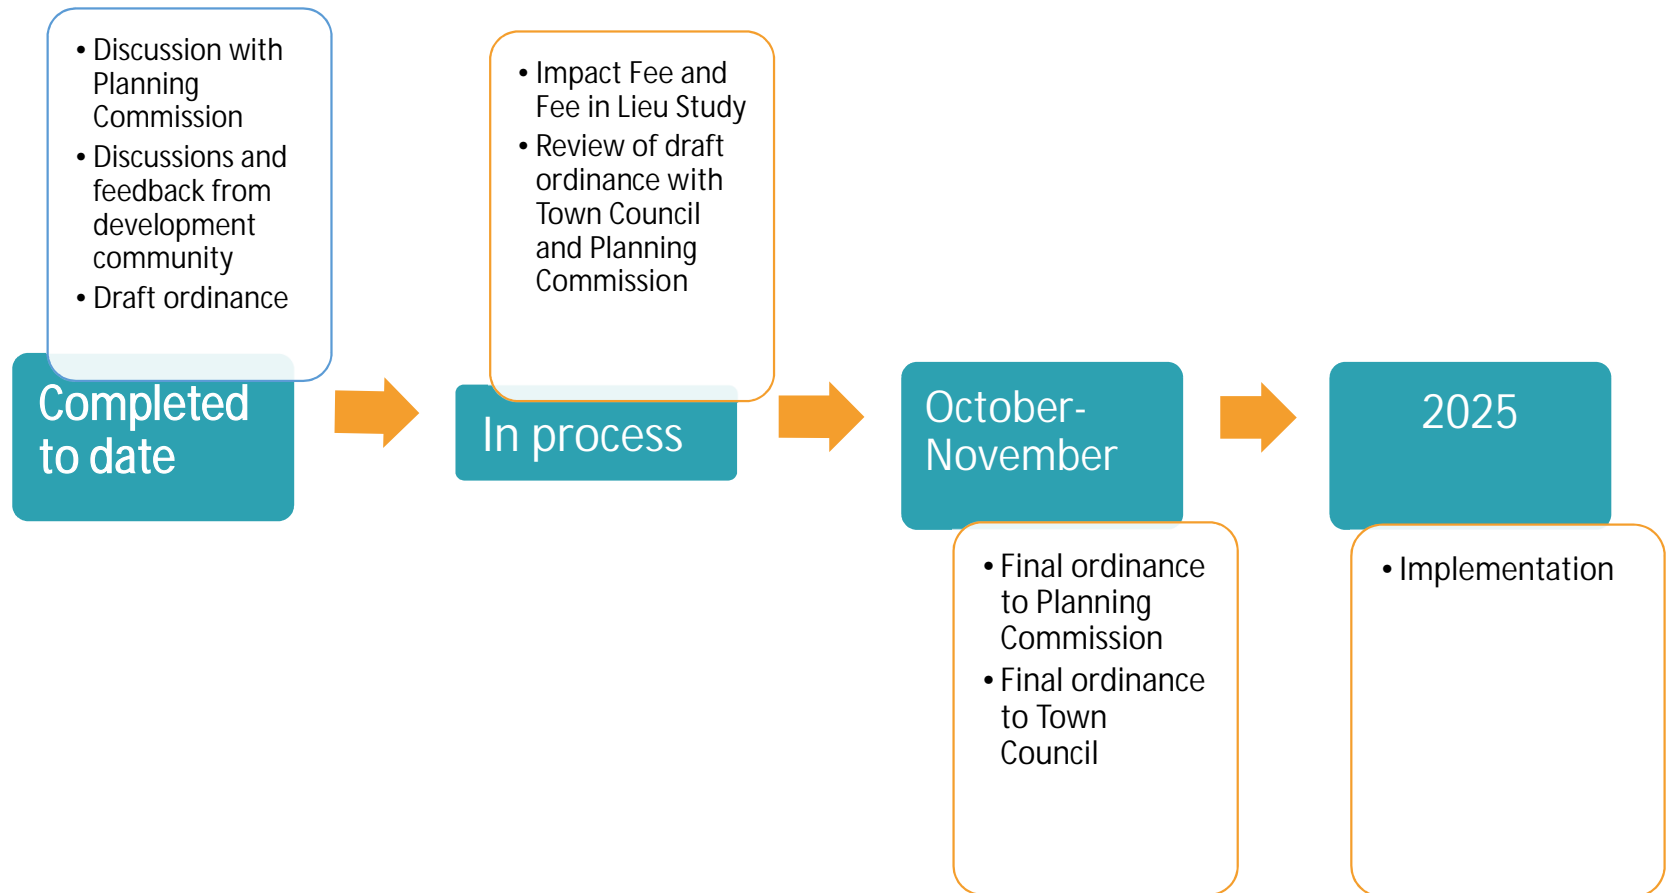 • Discussion with
Planning
Commission
• Discussions and
feedback from
development
community
• Draft ordinance
Completed
to date
• Impact Fee and
Fee in Lieu Study
• Review of draft
ordinance with
Town Council
and Planning
Commission
In process
October-
November
• Final ordinance
to Planning
Commission
• Final ordinance
to Town
Council
2025
• Implementation